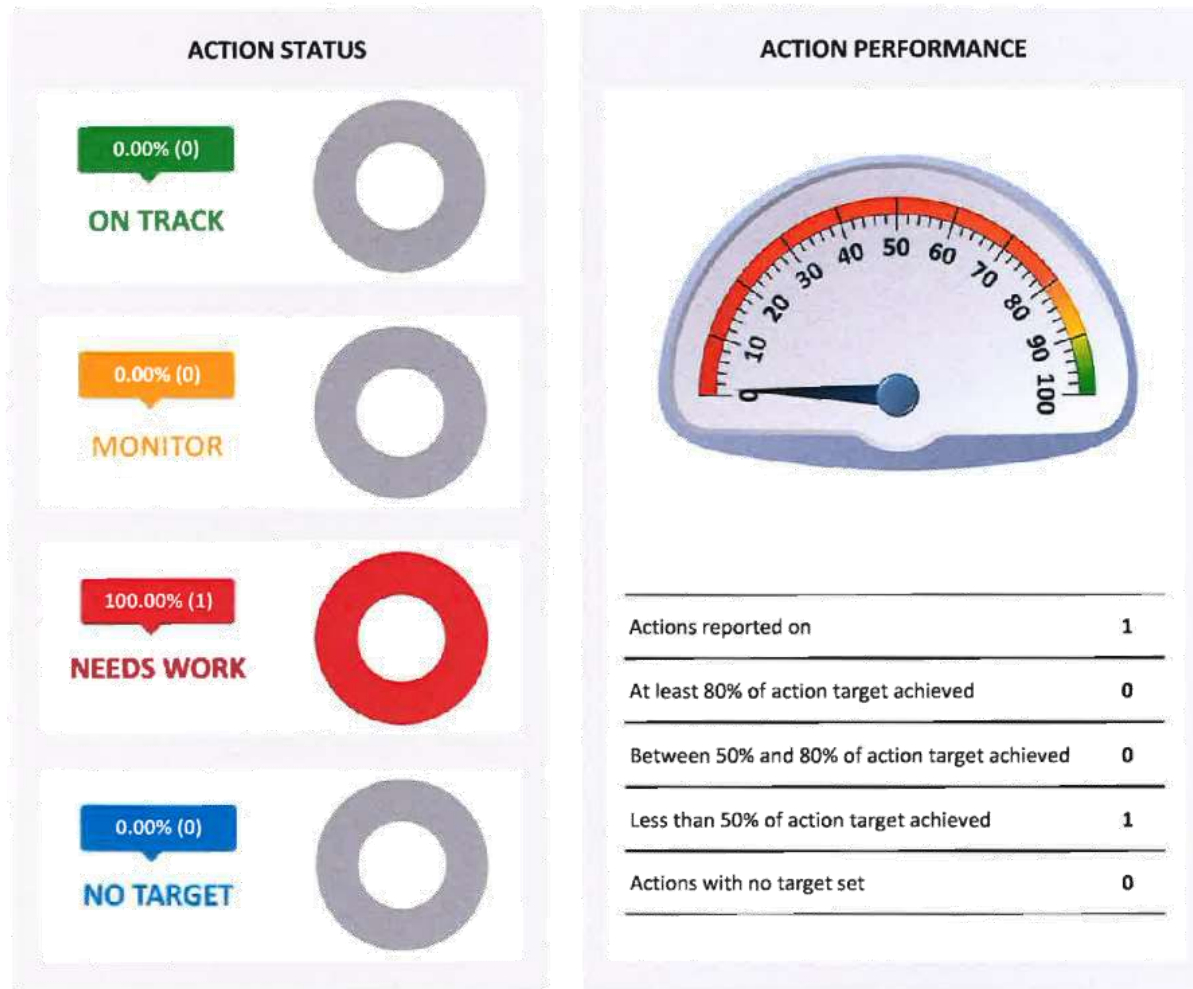 ACTION STATUS
0.00% (0)
ON TRACK
0.00% (0)
MONITOR
100.00% (1)
NEEDS WORK
0.00% (0)
NO TARGET
ACTION PERFORMANCE
0
10
20
30
40
50
60
70
80
90
100
Actions reported on 1
At least 80% of action target achieved 0
Between 50% and 80% of action target achieved 0
Less than 50% of action target achieved 1
Actions with no target set 0